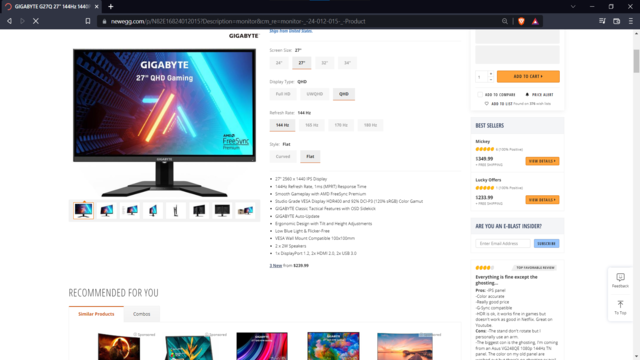 GIGABYTE G27Q 27" 144Hz 1440
newegg.com/p/N82E16824012015?Description=monitor&cm_re=monitor-_-24-012-015-_-Product
Ships from United States.
GIGABYTE
Screen Size: 27"
24"
27"
32"
34"
Display Type: QHD
Full HD
UWQHD
QHD
Refresh Rate: 144 Hz
144 Hz
165 Hz
170 Hz
180 Hz
Style: Flat
Curved
Flat
GIGABYTE
27" QHD Gaming
AMD
FreeSync
Premium
GIGABYTE
27" 2560 x 1440 IPS Display
144Hz Refresh Rate, 1ms (MPRT) Response Time
Smooth Gameplay with AMD FreeSync Premium
Studio Grade VESA Display HDR400 and 92% DCI-P3 (120% sRGB) Color Gamut
GIGABYTE Classic Tactical Features with OSD Sidekick
GIGABYTE Auto-Update
Ergonomic Design with Tilt and Height Adjustments
Low Blue Light & Flicker-Free
VESA Wall Mount Compatible 100x100mm
2 x 2W Speakers
1x DisplayPort 1.2, 2x HDMI 2.0, 2x USB 3.0
3 New from $239.99
RECOMMENDED FOR YOU
Similar Products
Combos
Sponsored
Sponsored
Sponsored
1
ADD TO CART
ADD TO COMPARE
PRICE ALERT
ADD TO LIST
BEST SELLERS
Mickey
$349.99
FREE SHIPPING
VIEW DETAILS
Lucky Offers
$233.99
FREE SHIPPING
VIEW DETAILS
ARE YOU AN E-BLAST INSIDER?
Enter Email Address
SUBSCRIBE
TOP FAVORABLE REVIEW
Everything is fine except the
ghosting...
Pros: -IPS panel
-Color accurate
-Really good price
-G-Sync compatible
-HDR is ok, it works fine in games but
doesn't work as good in Netflix. Great on
Youtube.
Cons: -The stand don't rotate but I
personally use an arm.
-The biggest con is the ghosting. I'm coming
from an Asus VG248QE 1080p 144Hz TN
panel. The color on my old panel are
Feedback
To Top